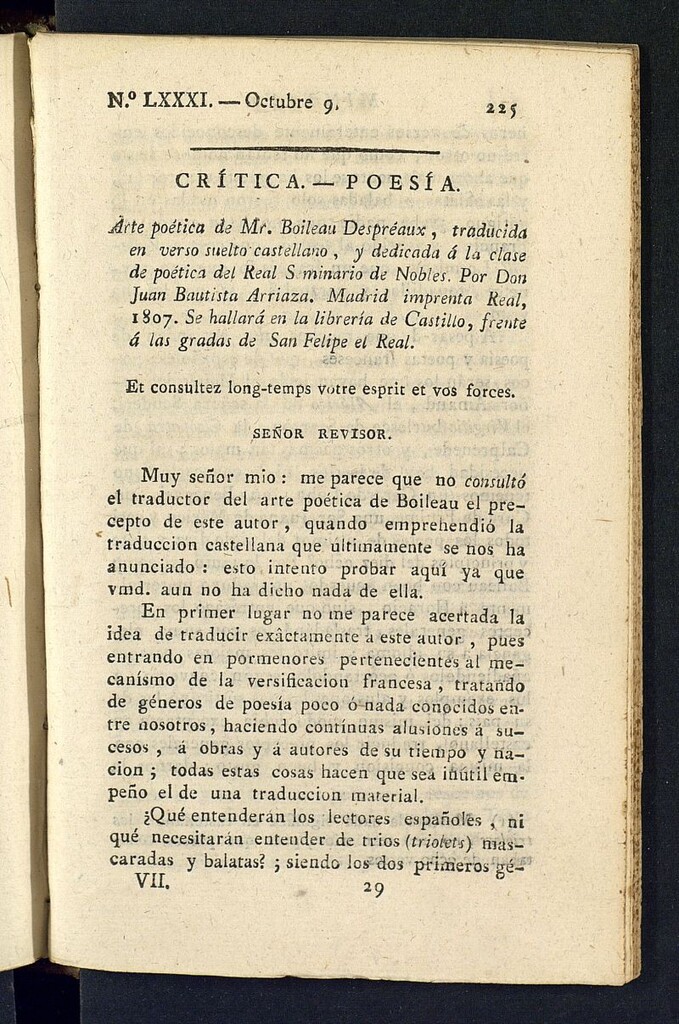 N.º LXXXI. — Octubre 9. 225
CRÍTICA. — POESÍA.
Arte poética de Mr. Boileau Despréaux, traducida
en verso suelto castellano, y dedicada á la clase
de poética del Real S minario de Nobles. Por Don
Juan Bautista Arriaza. Madrid imprenta Real,
1807. Se hallará en la librería de Castillo, frente
á las gradas de San Felipe el Real.
Et consultez long-temps votre esprit et vos forces.
SEÑOR REVISOR.
Muy señor mio: me parece que no consultó
el traductor del arte poética de Boileau el pre-
cepto de este autor, quando emprehendió la
traduccion castellana que últimamente se nos ha
anunciado: esto intento probar aquí ya que
vmd. aun no ha dicho nada de ella.
En primer lugar no me parece acertada la
idea de traducir exâctamente a este autor, pues
entrando en pormenores pertenecientes al me-
canísmo de la versificacion francesa, tratando
de géneros de poesía poco ó nada conocidos en-
tre nosotros, haciendo contínuas alusiones á su-
cesos, á obras y á autores de su tiempo y na-
cion; todas estas cosas hacen que sea inútil em-
peño el de una traduccion material.
¿Qué entenderán los lectores españoles, ni
qué necesitarán entender de trios (triolets) mas-
caradas y balatas?; siendo los dos primeros gé-
VII. 29